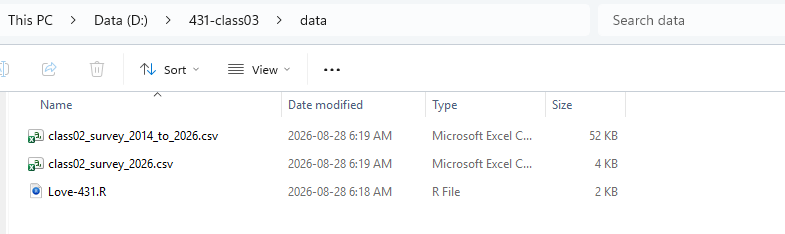 This PC > Data (D:) > 431-class03 > data Search data
Sort View ...
Name Date modified Type Size
class02_survey_2014_to_2026.csv 2026-08-28 6:19 AM Microsoft Excel C... 52 KB
class02_survey_2026.csv 2026-08-28 6:19 AM Microsoft Excel C... 4 KB
Love-431.R 2026-08-28 6:18 AM R File 2 KB